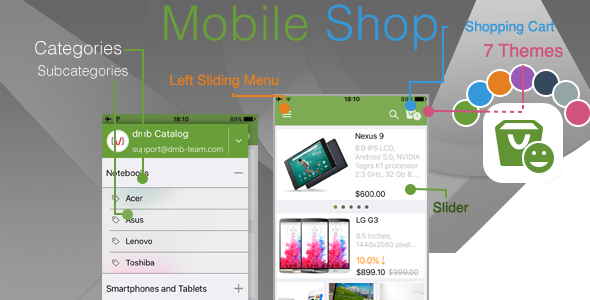 Mobile Shop
Categories
Subcategories
Shopping Cart
7 Themes
Left Sliding Menu
18:10
89%
dmb Catalog
support@dmb-team.com
Notebooks
Acer
Asus
Lenovo
Toshiba
Smartphones and Tablets
18:10
89%
1
Nexus 9
8.9 IPS LCD,
Android 5.0, NVIDIA
Tegra K1 processor
2.3 GHz, 32 Gb 8...
$600.00
Slider
LG G3
5.5 Inches,
1440x2560 pixel...
10.0%↓
$899.10 $999.00